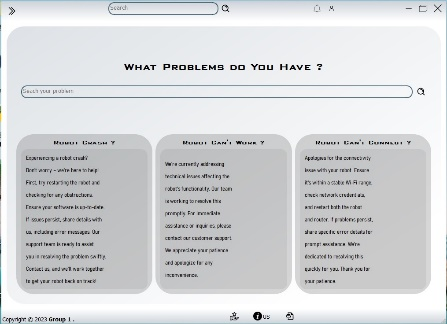 Search
What Problems do You Have ?
Seach your problem
Robot Crash ?
Experiencing a robot crash?
Don't worry – we're here to help:
First, try restarting the robot and
checking for any obstructions.
Ensure your software is up-to-date.
If issues persist, share details with
us, including error messages. Our
support team is ready to assist
you in resolving the problem swiftly.
Contact us, and we'll work together
to get your robot back on track!
Robot Can't Work ?
We're currently addressing
technical issues affecting the
robot's functionality. Our team
is working to resolve this
promptly. For immediate
assistance or inquiries, please
contact our customer support.
We appreciate your patience
and apologize for any
inconvenience.
Robot Can't Connect ?
Apologies for the connectivity
issue with your robot. Ensure
it's within a stable Wi-Fi range,
check network credentials,
and restart both the robot
and router. If problems persist,
share specific error details for
prompt assistance. We're
dedicated to resolving this
quickly for you. Thank you for
your patience.
US
Copyright © 2023 Group 1 .